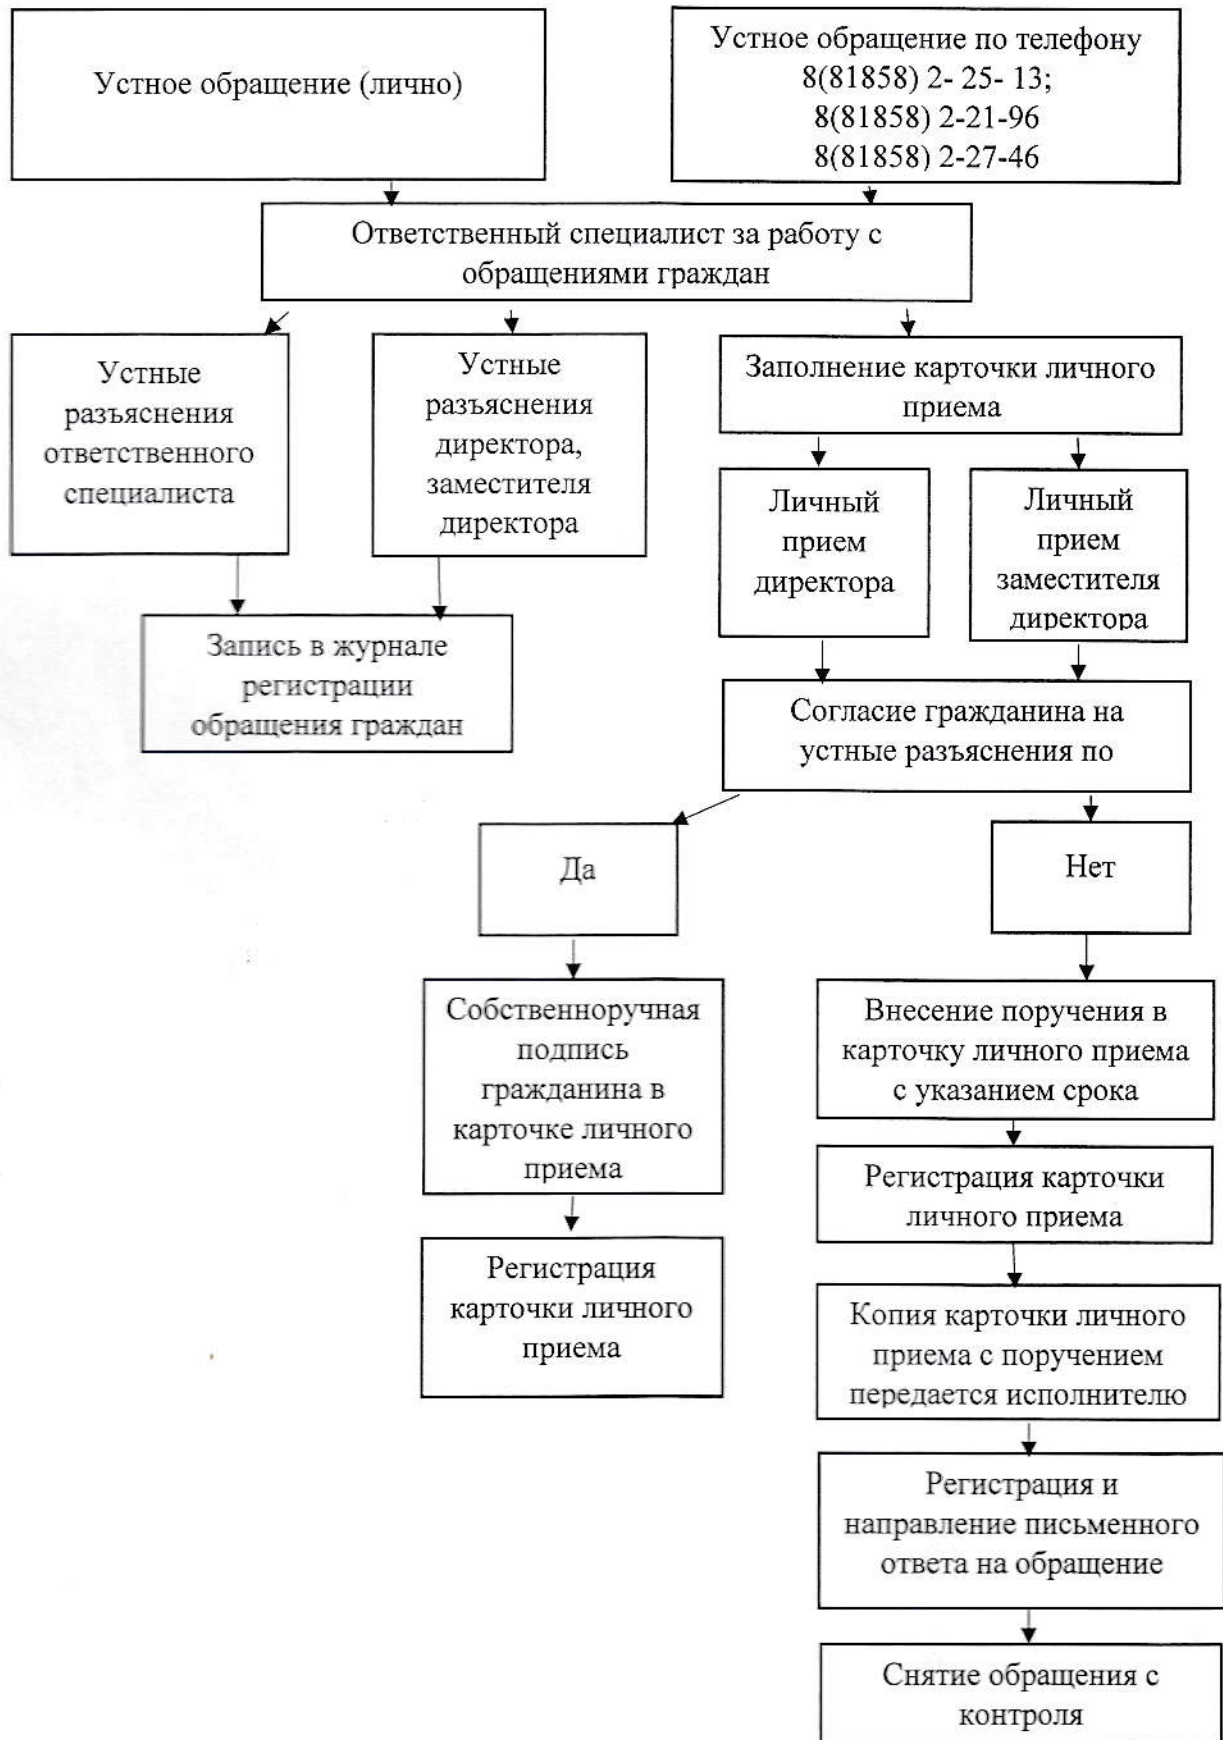 Устное обращение (лично)
Устное обращение по телефону
8(81858) 2- 25- 13;
8(81858) 2-21-96
8(81858) 2-27-46
Ответственный специалист за работу с
обращениями граждан
Устные
разъяснения
ответственного
специалиста
Устные
разъяснения
директора,
заместителя
директора
Заполнение карточки личного
приема
Личный
прием
директора
Личный
прием
заместителя
директора
Запись в журнале
регистрации
обращения граждан
Согласие гражданина на
устные разъяснения по
Да
Нет
Собственноручная
подпись
гражданина в
карточке личного
приема
Внесение поручения в
карточку личного приема
с указанием срока
Регистрация карточки
личного приема
Регистрация
карточки личного
приема
Копия карточки личного
приема с поручением
передается исполнителю
Регистрация и
направление письменного
ответа на обращение
Снятие обращения с
контроля